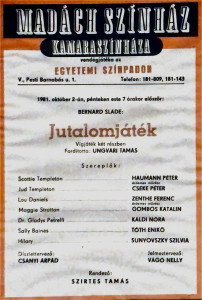 MADÁCH SZÍNHÁZ
KAMARASZÍNHÁZA
vendégjátéka az
EGYETEMI SZÍNPADON
V., Pesti Barnabás u. 1. Telefon: 181-809, 181-143
1981. október 2-án, pénteken este 7 órakor először:
BERNARD SLADE:
Jutalomjáték
Vígjáték két részben
Fordította: UNGVÁRI TAMÁS
Szereplők:
Scottie Templeton HAUMANN PÉTER
Jud Templeton CSEKE PÉTER
Lou Daniels ZENTHE FERENC
Maggie Stratton GOMBOS KATALIN
Dr. Gladys Petrelli KALDI NÓRA
Sally Baines TÓTH ENIKŐ
Hilary SUNYOVSZKY SZILVIA
Díszlettervező: Jelmeztervező:
CSÁNYI ÁRPÁD VÁGÓ NELLY
Rendező:
SZIRTES TAMÁS